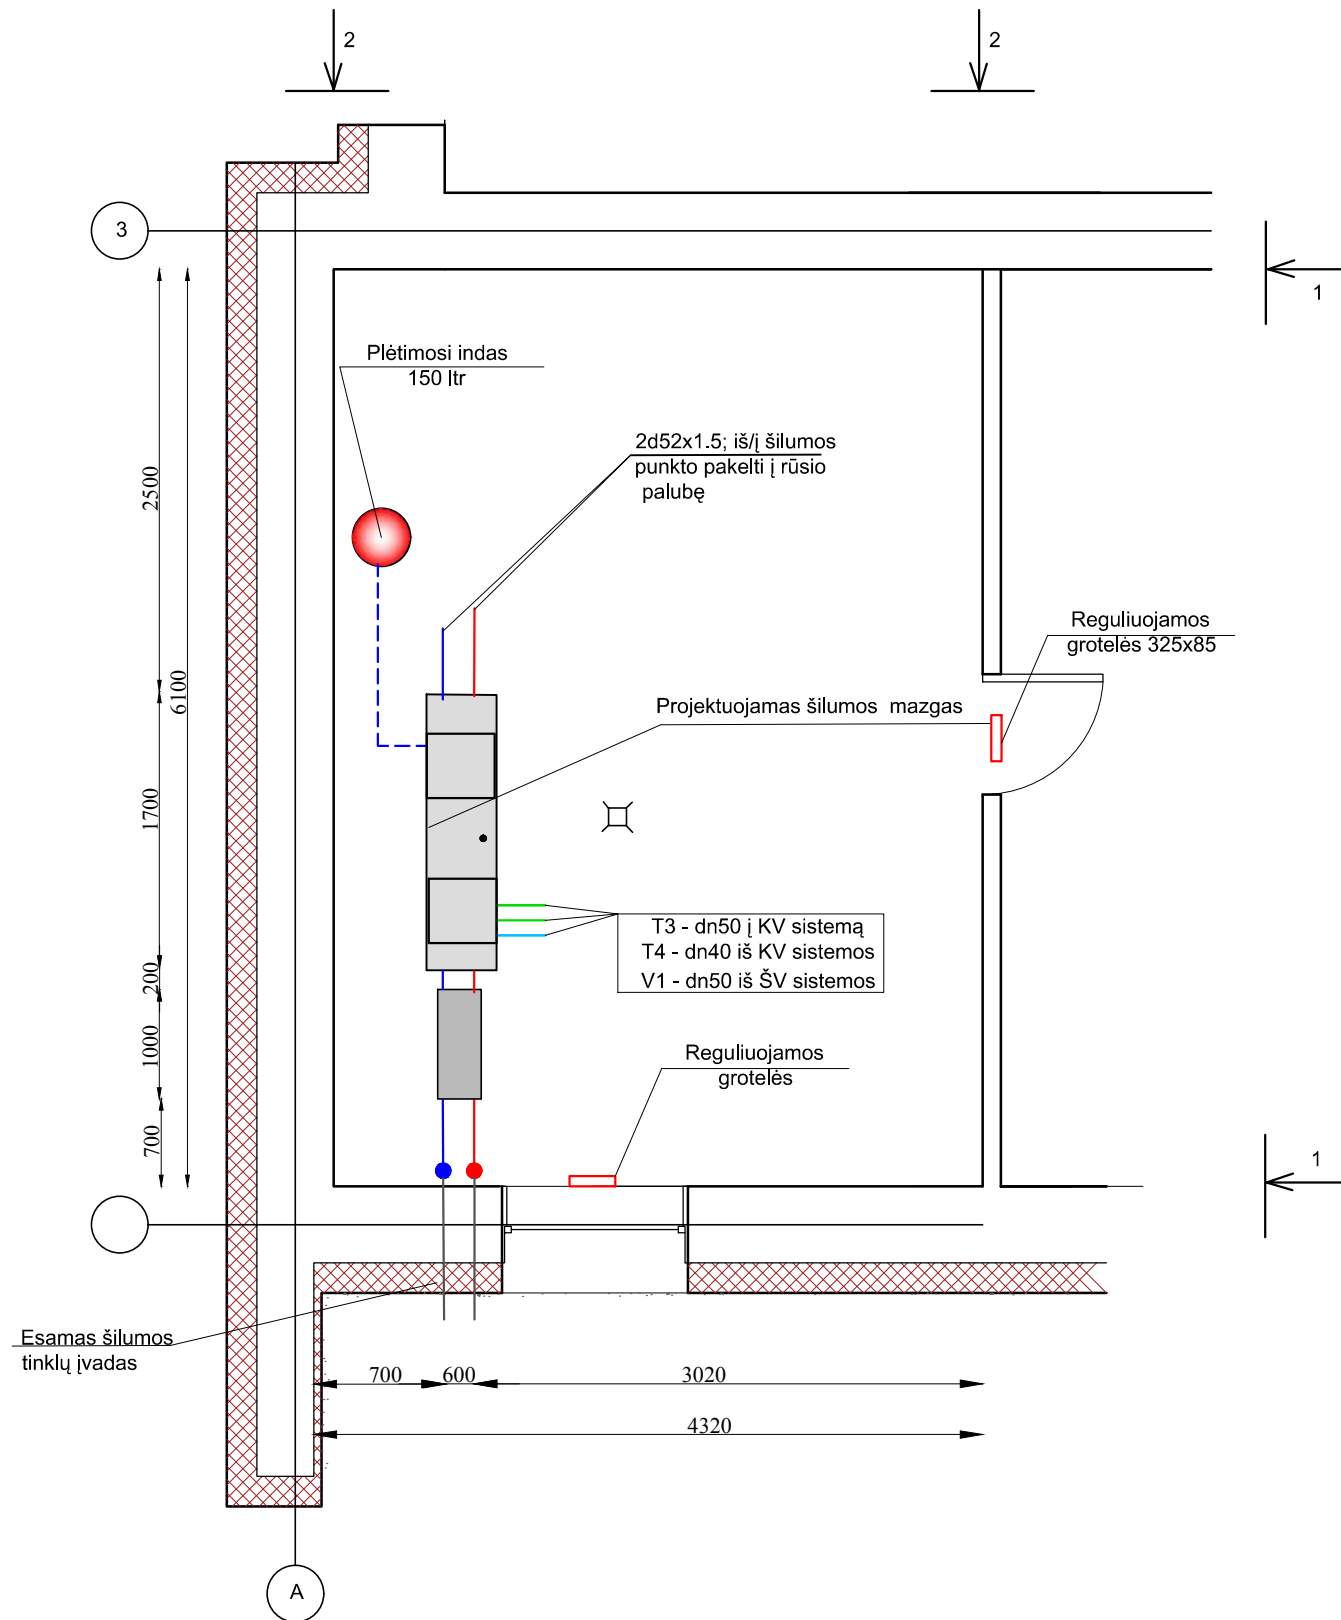 2
2
3
1
Plėtimosi indas
150 ltr
2d52x1.5; iš/į šilumos
punkto pakelti į rūsio
palubę
2500
6100
Reguliuojamos
grotelės 325x85
Projektuojamas šilumos mazgas
1700
T3 - dn50 į KV sistemą
T4 - dn40 iš KV sistemos
V1 - dn50 iš ŠV sistemos
200
1000
Reguliuojamos
grotelės
700
1
Esamas šilumos
tinklų įvadas
700
600
3020
4320
A